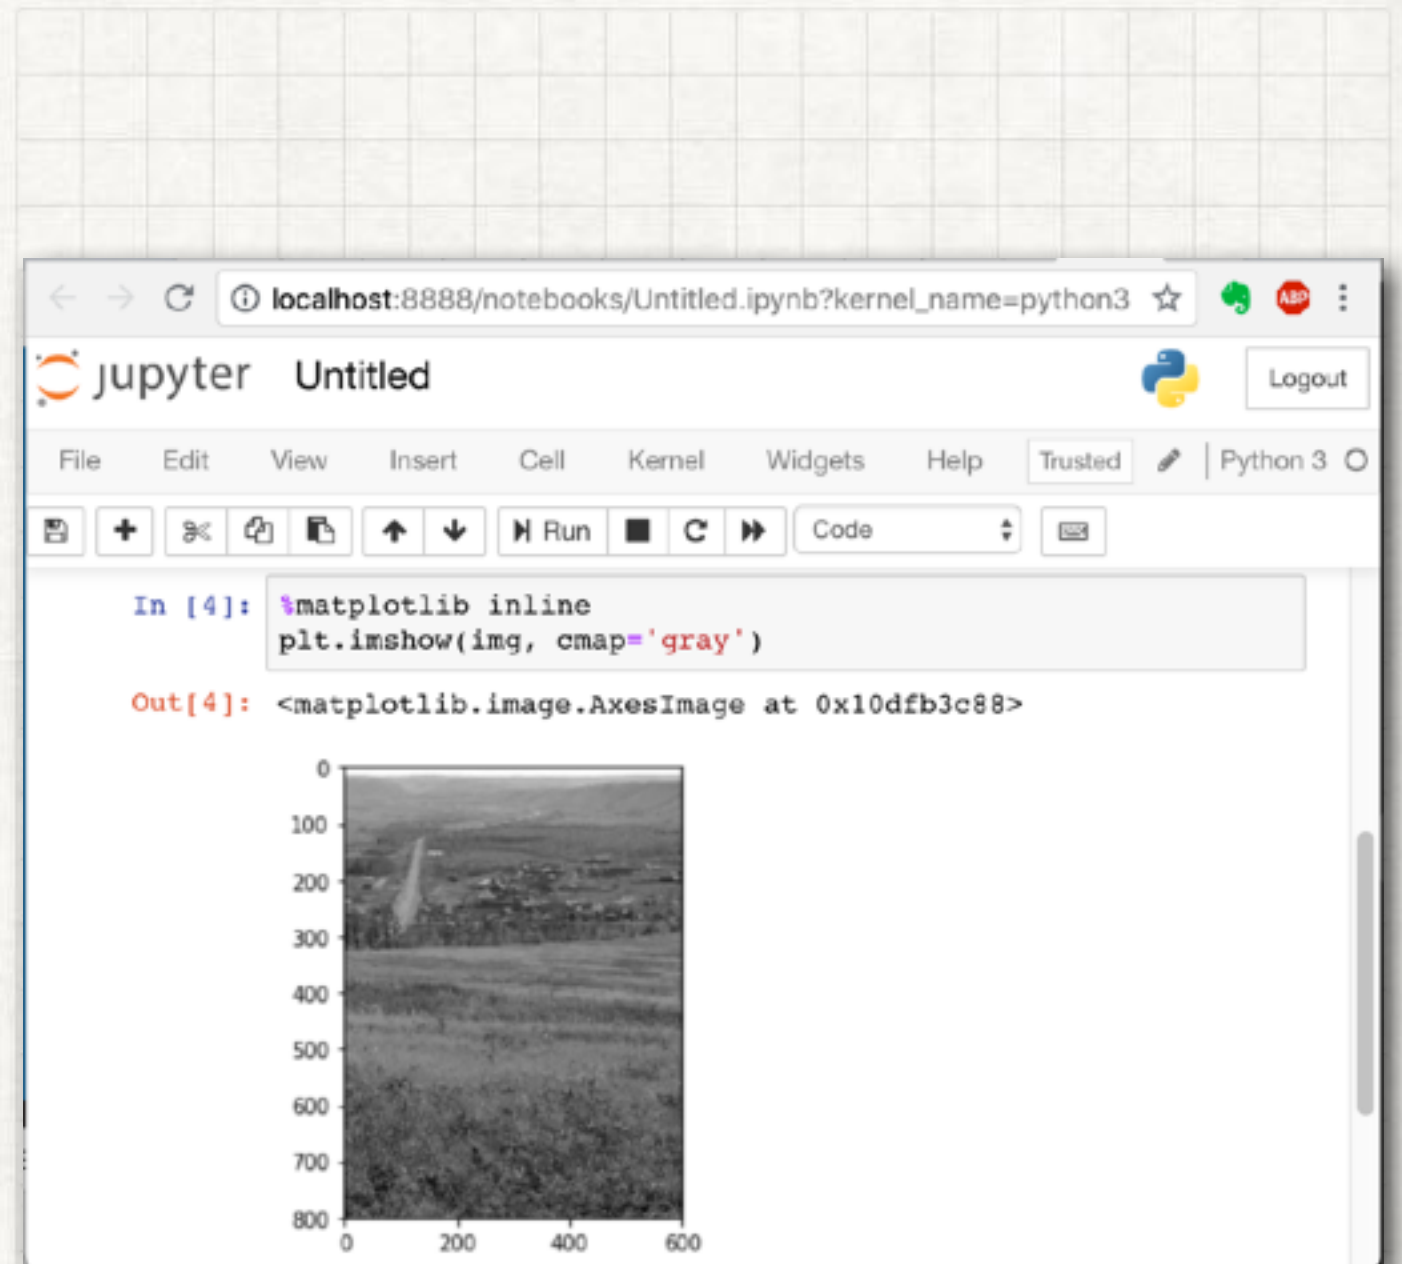 localhost:8888/notebooks/Untitled.ipynb?kernel_name=python3
ABP
jupyter Untitled
Logout
File Edit View Insert Cell Kernel Widgets Help Trusted Python 3
Run Code
In [4]: %matplotlib inline
plt.imshow(img, cmap='gray')
Out[4]: <matplotlib.image.AxesImage at 0x10dfb3c88>
0
100
200
300
400
500
600
700
800
0 200 400 600